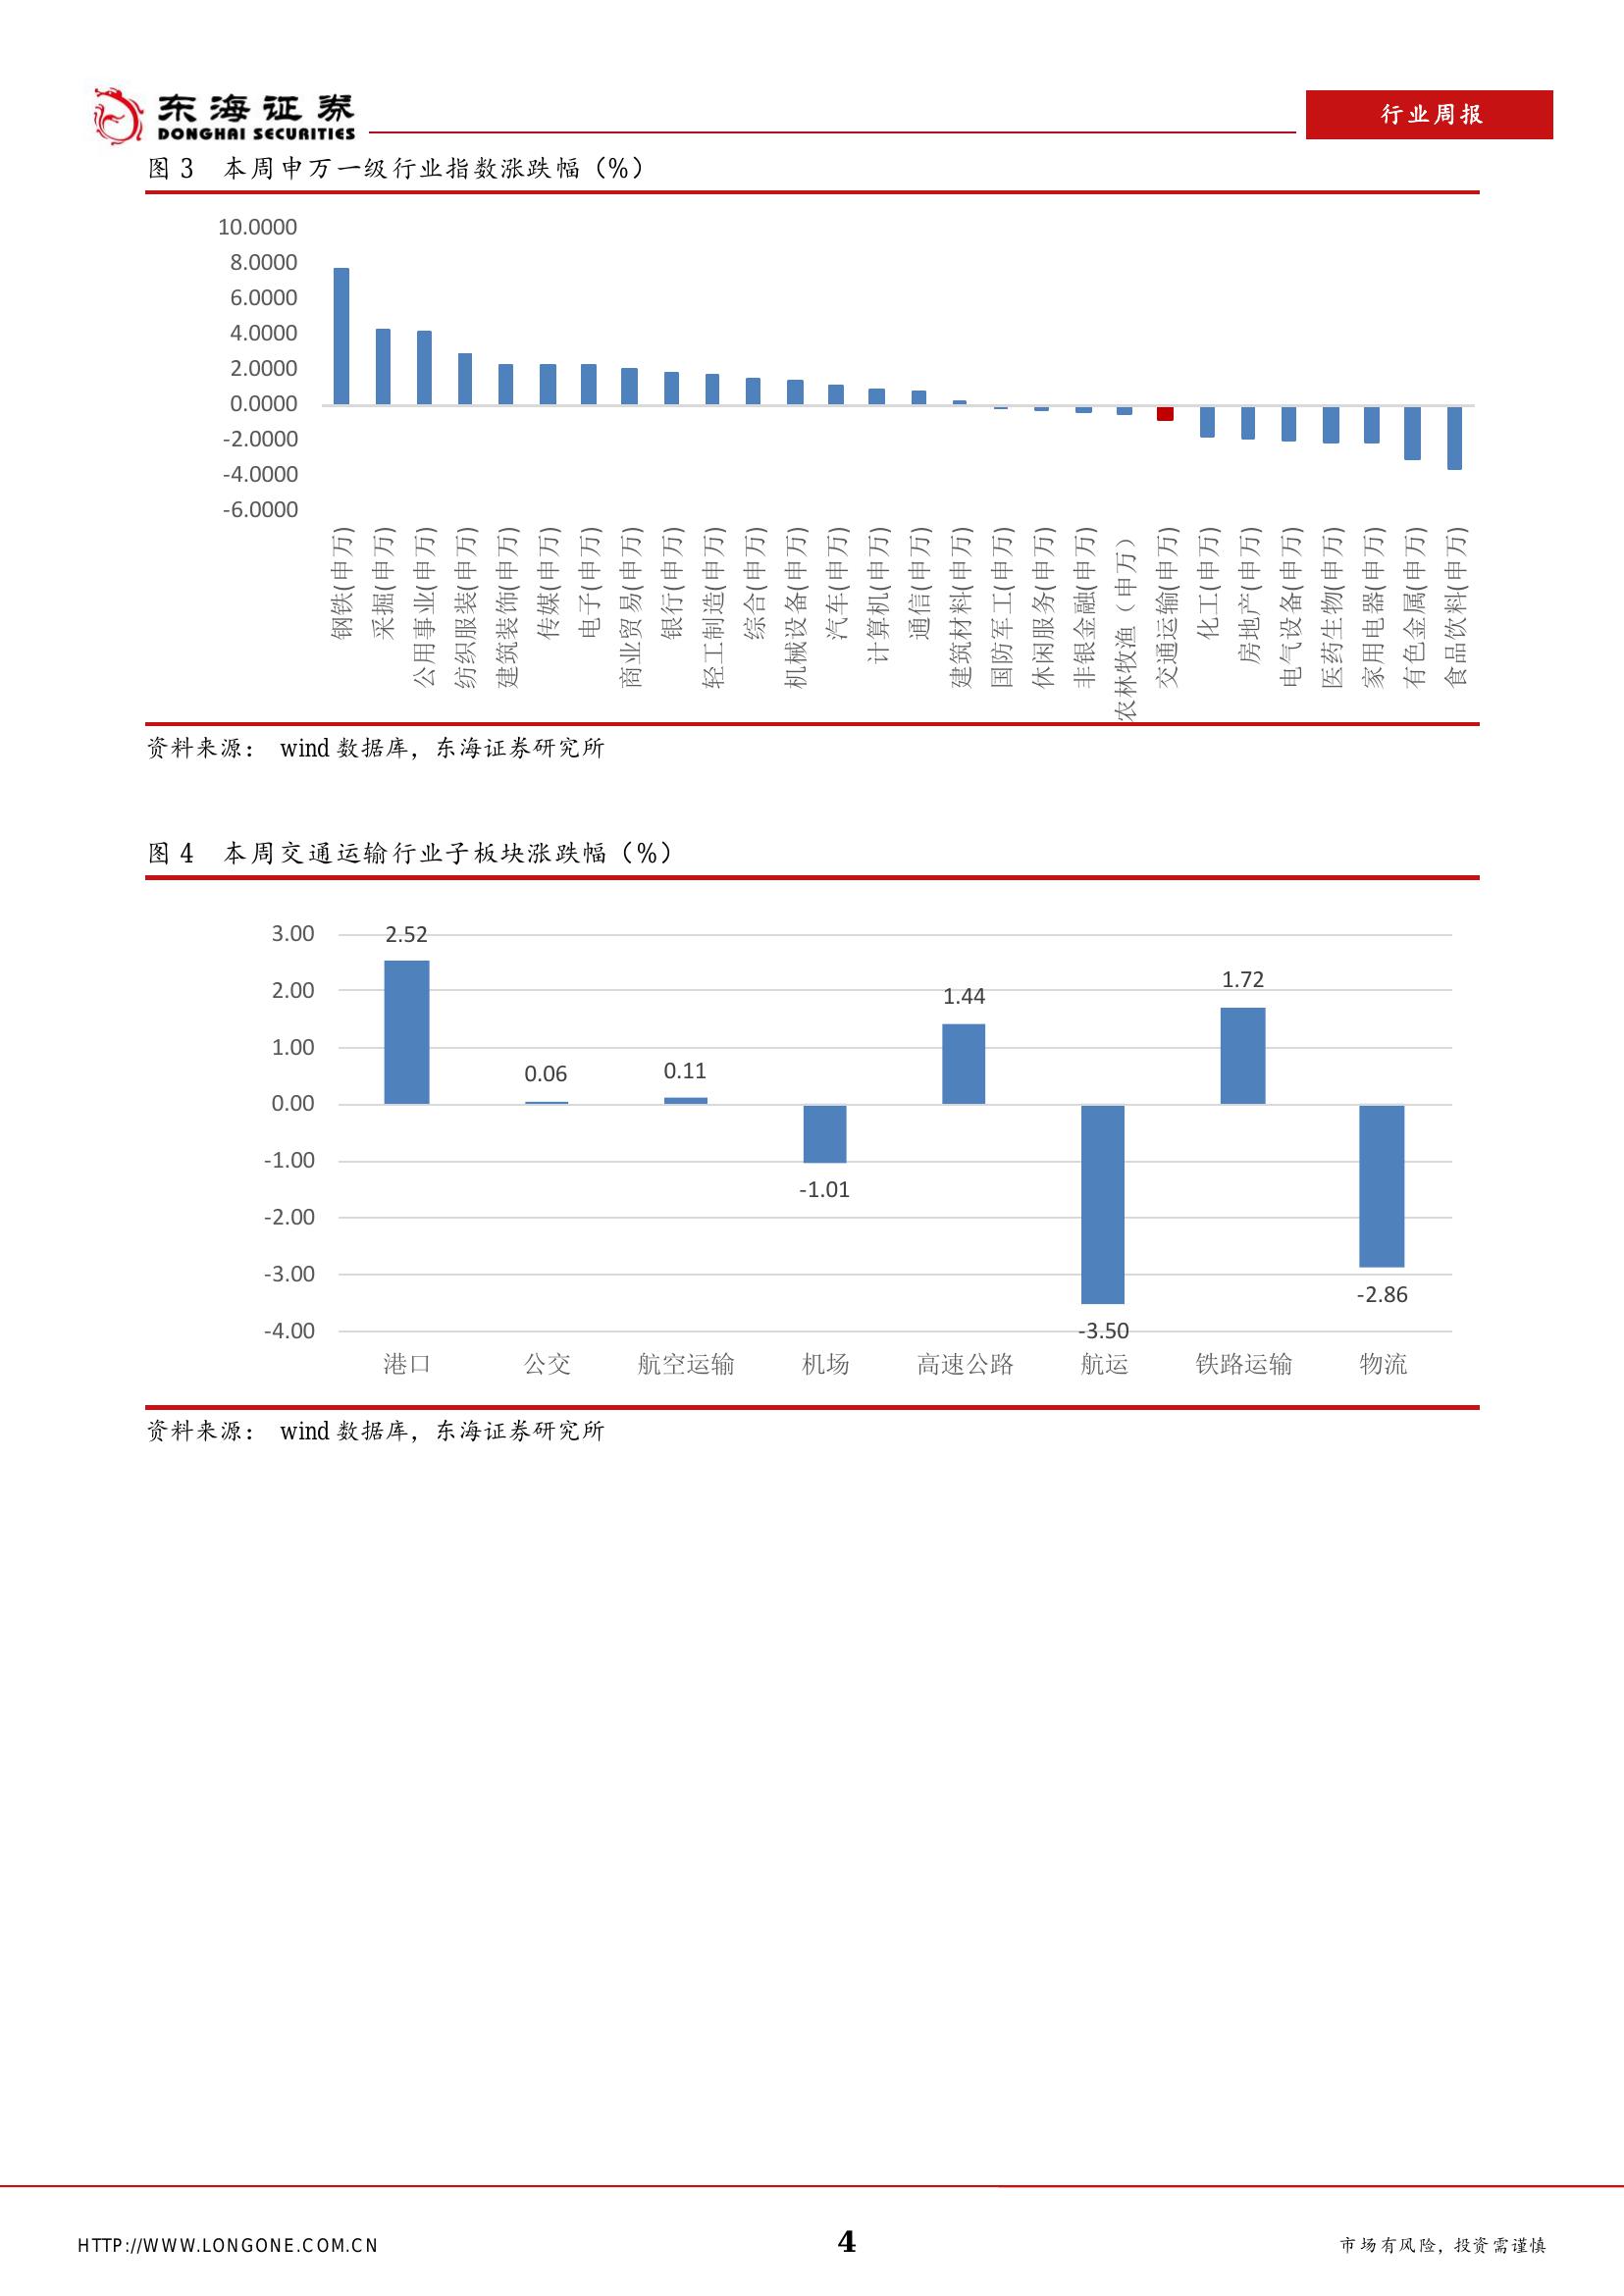 东海证券
DONGHAI SECURITIES
行业周报
图 3 本周申万一级行业指数涨跌幅（%）
10.0000
8.0000
6.0000
4.0000
2.0000
0.0000
-2.0000
-4.0000
-6.0000
钢铁(申万)
采掘(申万)
公用事业(申万)
纺织服装(申万)
建筑装饰(申万)
传媒(申万)
电子(申万)
商业贸易(申万)
银行(申万)
轻工制造(申万)
综合(申万)
机械设备(申万)
汽车(申万)
计算机(申万)
通信(申万)
建筑材料(申万)
国防军工(申万)
休闲服务(申万)
非银金融(申万)
农林牧渔（申万）
交通运输(申万)
化工(申万)
房地产(申万)
电气设备(申万)
医药生物(申万)
家用电器(申万)
有色金属(申万)
食品饮料(申万)
资料来源： wind 数据库，东海证券研究所
图 4 本周交通运输行业子板块涨跌幅（%）
3.00
2.00
1.00
0.00
-1.00
-2.00
-3.00
-4.00
2.52
0.06
0.11
-1.01
1.44
-3.50
1.72
-2.86
港口
公交
航空运输
机场
高速公路
航运
铁路运输
物流
资料来源： wind 数据库，东海证券研究所
HTTP://WWW.LONGONE.COM.CN
4
市场有风险，投资需谨慎